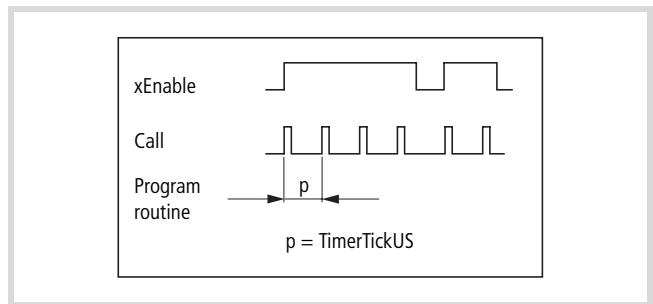 xEnable
Call
Program
routine
p
p = TimerTickUS